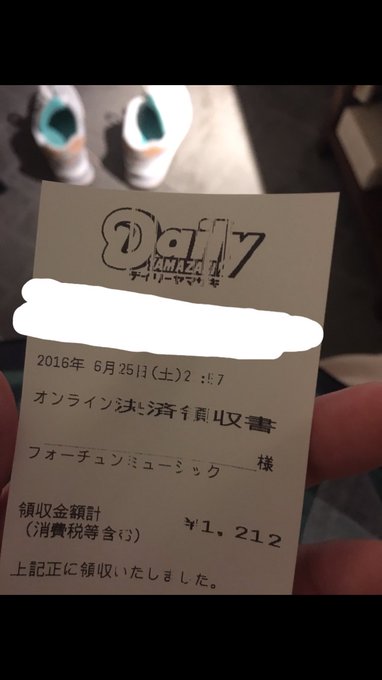 Daily
YAMAZAKI
デイリーヤマザキ
2016年 6月25日(土)2
オンライン決済領収書
様
フォーチュンミュージック
領収金額計
(消費税等含む) ¥1,212
上記正に領収いたしました。